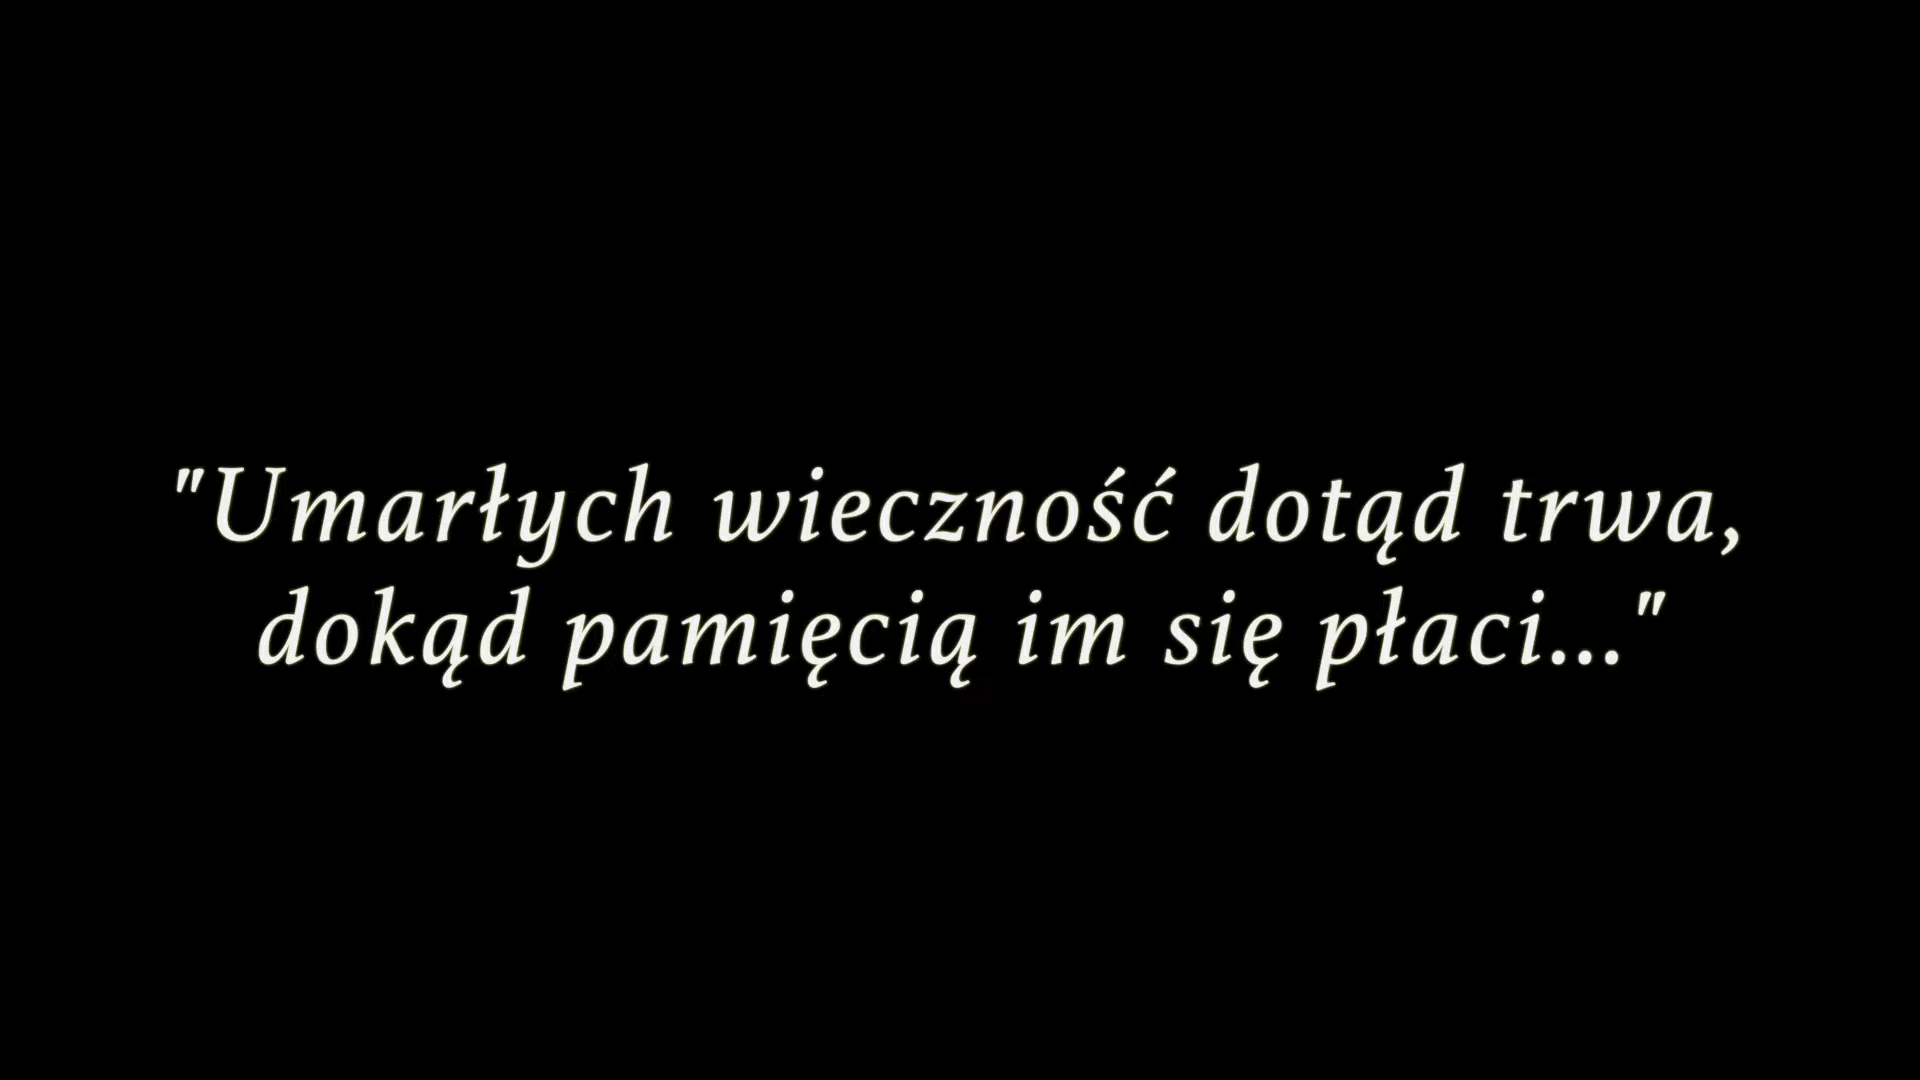 "Umarłych wieczność dotąd trwa,
dokąd pamięcią im się płaci..."